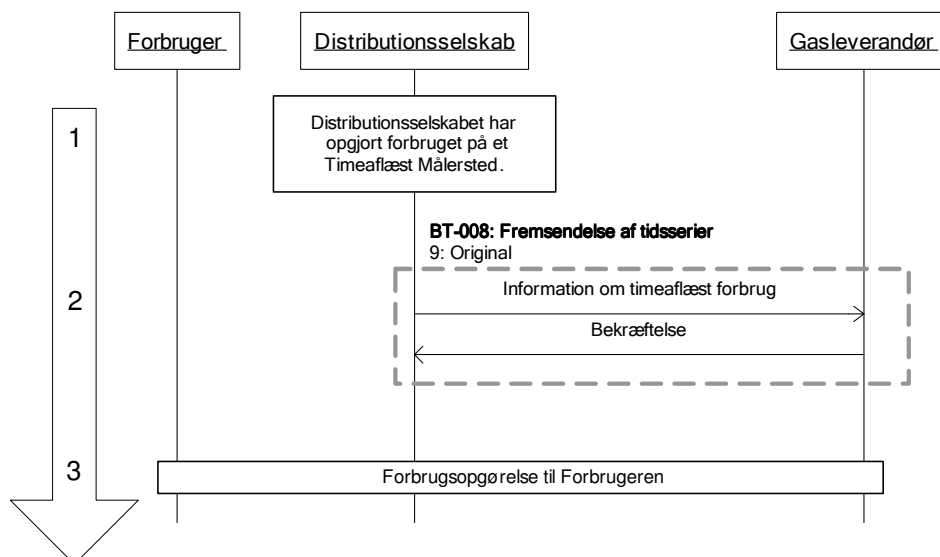 Forbruger
Distributionsselskab
Gasleverandør
1
Distributionsselskabet har
opgjort forbruget på et
Timeaflæst Målersted.
BT-008: Fremsendelse af tidsserier
9: Original
2
Information om timeaflæst forbrug
Bekræftelse
3
Forbrugsopgørelse til Forbrugeren